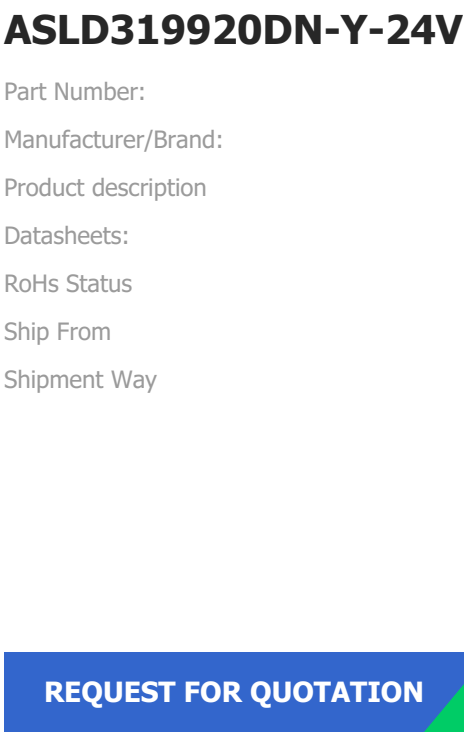 ASLD319920DN-Y-24V
Part Number:
Manufacturer/Brand:
Product description
Datasheets:
RoHs Status
Ship From
Shipment Way
REQUEST FOR QUOTATION